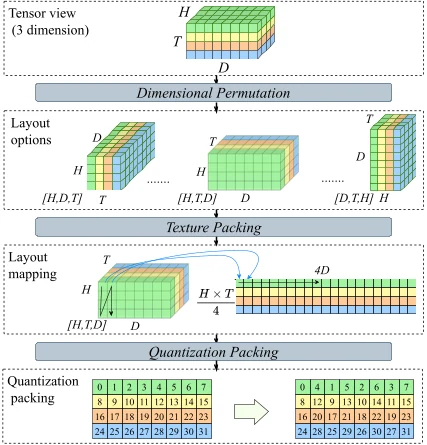 Tensor view
(3 dimension)
H
T
D
Dimensional Permutation
Layout
options
D
H
[H,D,T] T
.......
T
H
[H,T,D] D
.......
T
D
[D,T,H] H
Texture Packing
Layout
mapping
T
H
[H,T,D] D
H × T
4
4D
Quantization Packing
Quantization
packing
0 1 2 3 4 5 6 7
8 9 10 11 12 13 14 15
16 17 18 19 20 21 22 23
24 25 26 27 28 29 30 31
0 4 1 5 2 6 3 7
8 12 9 10 13 11 14 15
16 20 17 21 18 22 19 23
24 28 25 29 26 30 27 31